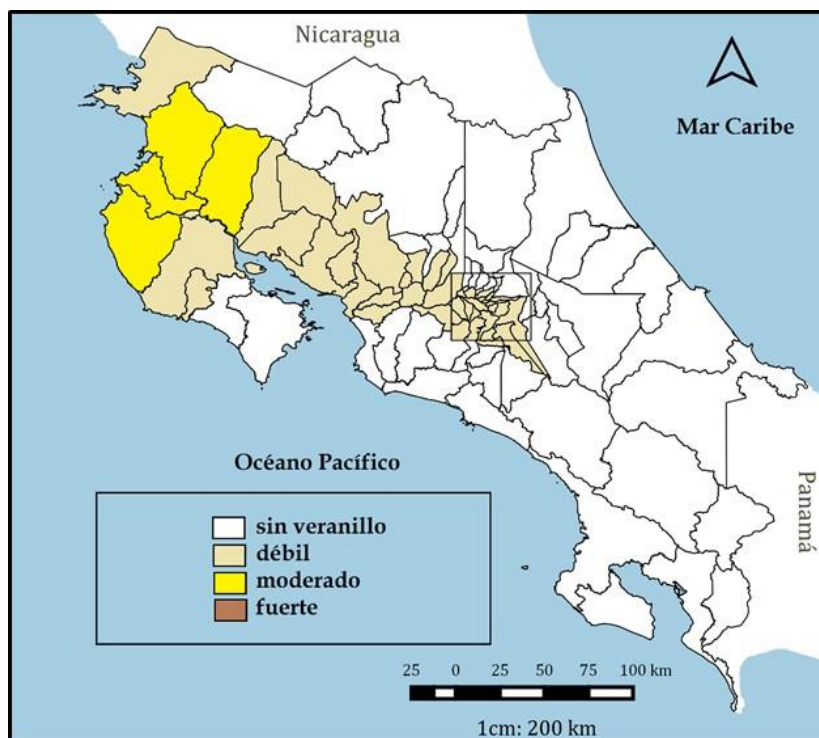 Nicaragua
Mar Caribe
Océano Pacífico
Panamá
sin veranillo
débil
moderado
fuerte
25 0 25 50 75 100 km
1cm: 200 km